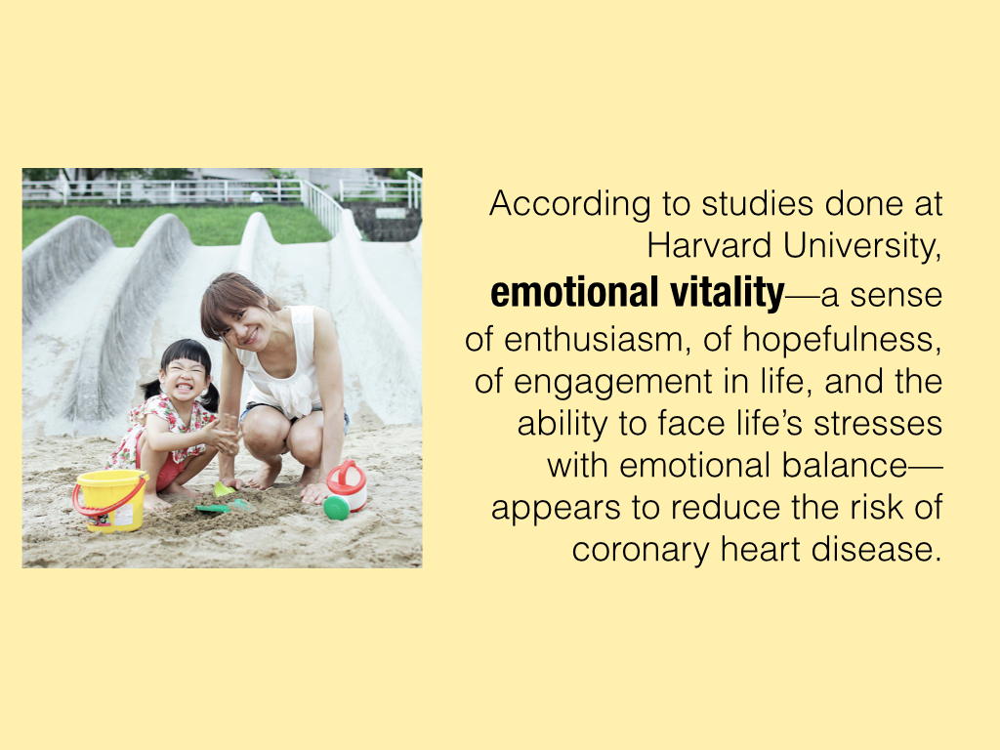 According to studies done at
Harvard University,
emotional vitality—a sense
of enthusiasm, of hopefulness,
of engagement in life, and the
ability to face life’s stresses
with emotional balance—
appears to reduce the risk of
coronary heart disease.